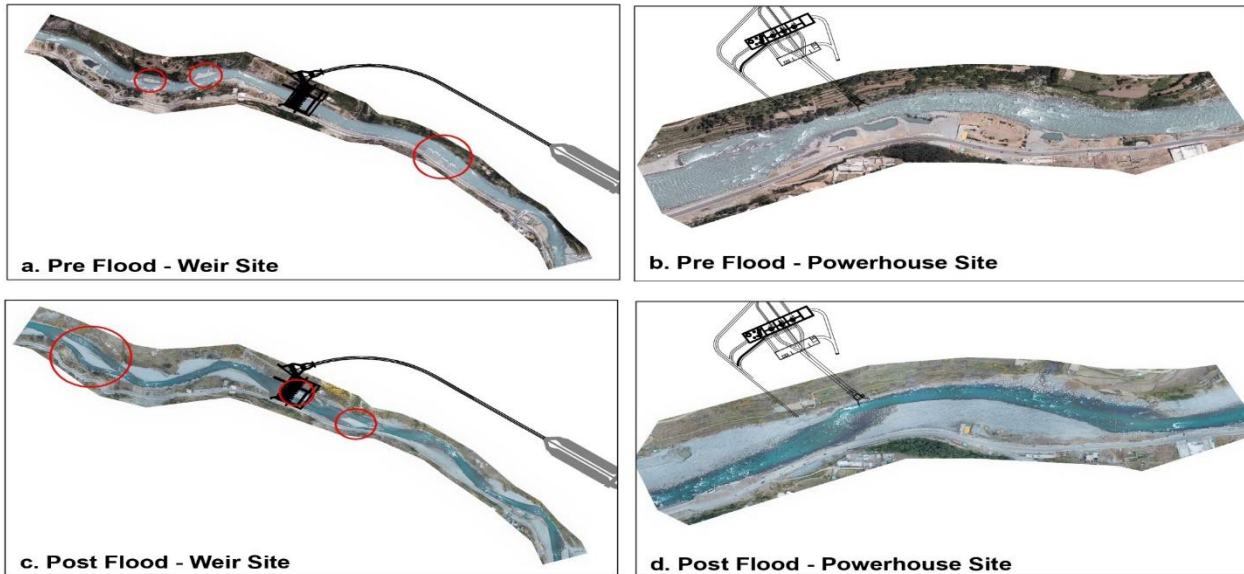 a. Pre Flood - Weir Site
b. Pre Flood - Powerhouse Site
c. Post Flood - Weir Site
d. Post Flood - Powerhouse Site